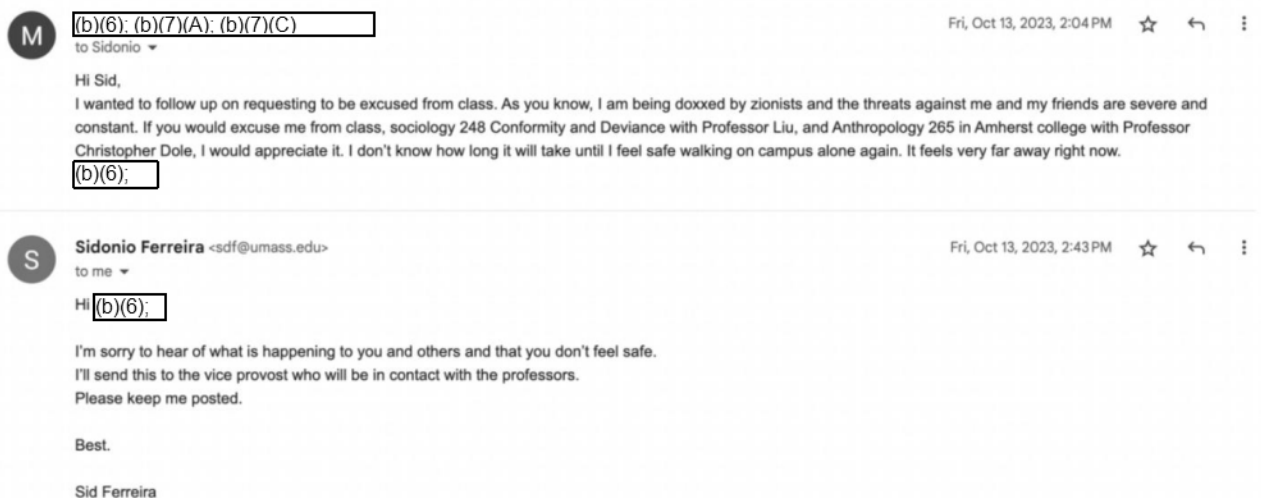 M
(b)(6); (b)(7)(A); (b)(7)(C)
Fri, Oct 13, 2023, 2:04 PM
to Sidonio
Hi Sid,
I wanted to follow up on requesting to be excused from class. As you know, I am being doxxed by zionists and the threats against me and my friends are severe and
constant. If you would excuse me from class, sociology 248 Conformity and Deviance with Professor Liu, and Anthropology 265 in Amherst college with Professor
Christopher Dole, I would appreciate it. I don't know how long it will take until I feel safe walking on campus alone again. It feels very far away right now.
(b)(6);
S
Sidonio Ferreira <sdf@umass.edu>
Fri, Oct 13, 2023, 2:43 PM
to me
Hi (b)(6);
I'm sorry to hear of what is happening to you and others and that you don't feel safe.
I'll send this to the vice provost who will be in contact with the professors.
Please keep me posted.
Best.
Sid Ferreira